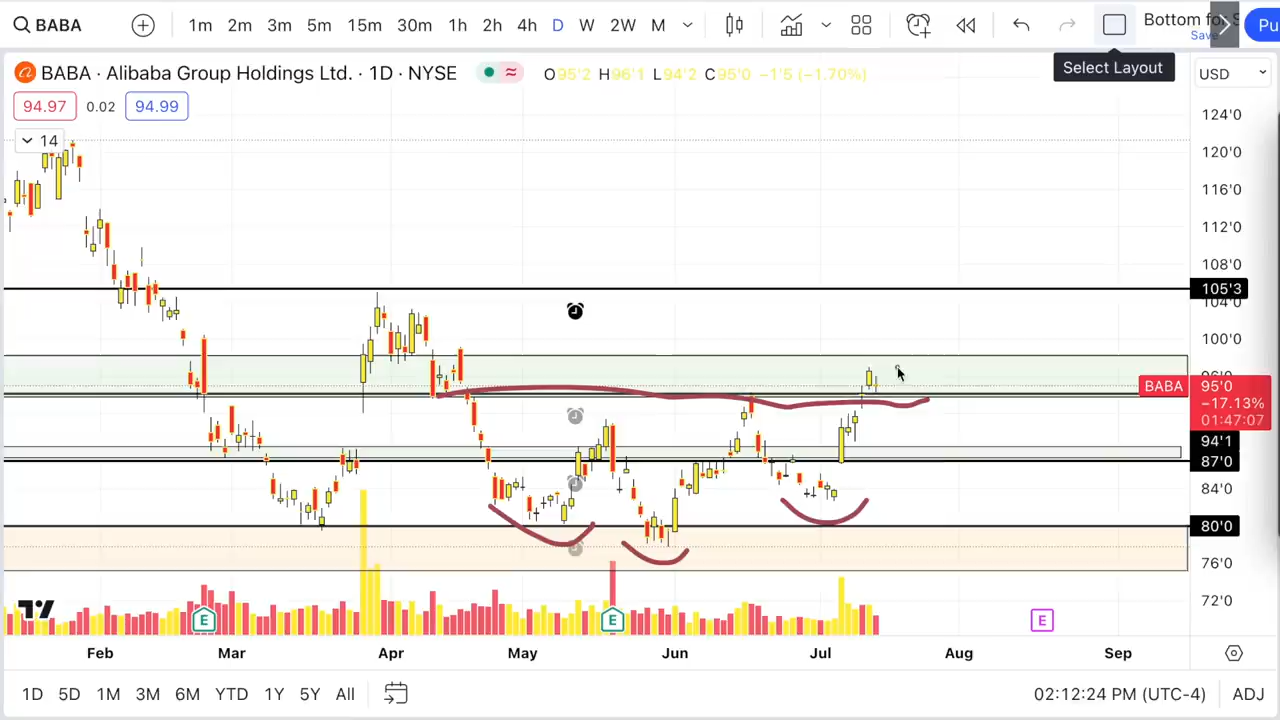 BABA 1m 2m 3m 5m 15m 30m 1h 2h 4h D W 2W M Bottom for S
Save
Pu
BABA · Alibaba Group Holdings Ltd. · 1D · NYSE O95'2 H96'1 L94'2 C95'0 −1'5 (−1.70%)
Select Layout
USD
94.97 0.02 94.99
14
124'0
120'0
116'0
112'0
108'0
105'3
104'0
100'0
96'0
BABA 95'0
−17.13%
01:47:07
94'1
87'0
84'0
80'0
76'0
72'0
E E E
Feb Mar Apr May Jun Jul Aug Sep
1D 5D 1M 3M 6M YTD 1Y 5Y All 02:12:24 PM (UTC-4) ADJ